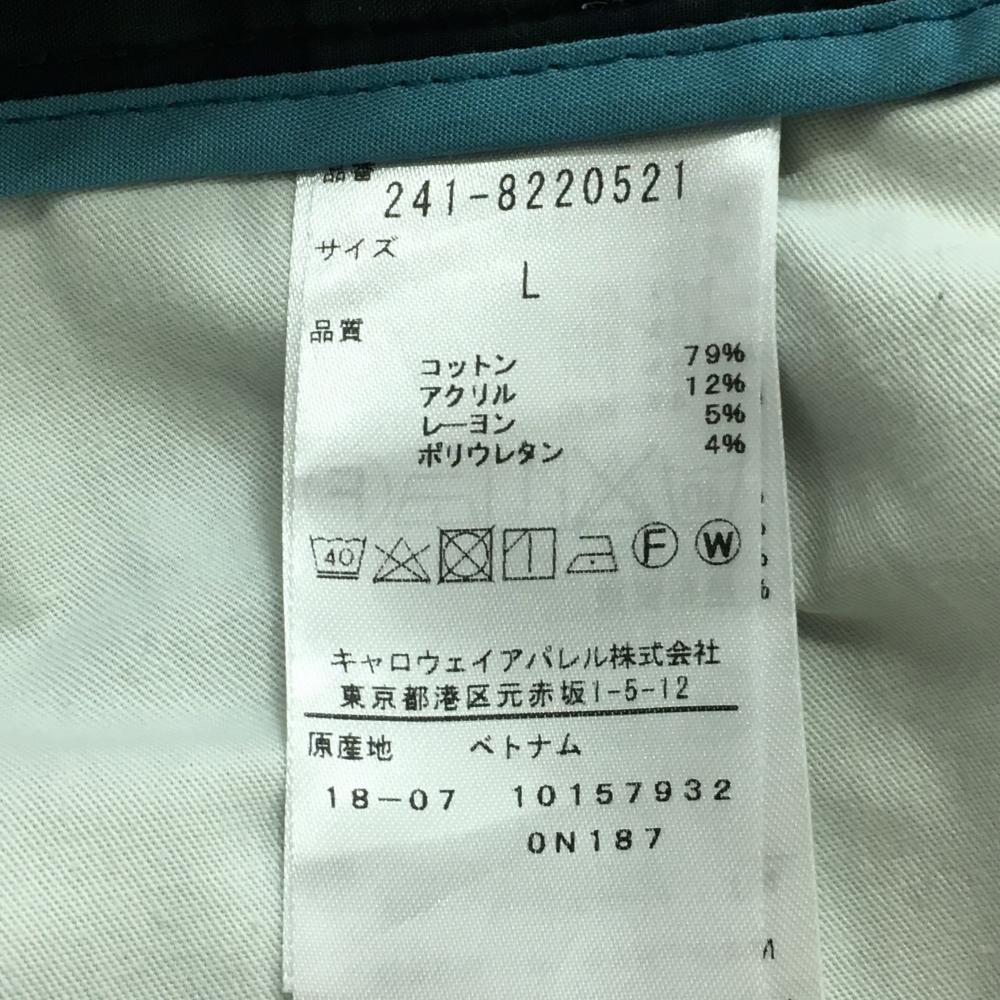 品番
241-8220521
サイズ
L
品質
コットン 79%
アクリル 12%
レーヨン 5%
ポリウレタン 4%
40 F W
キャロウェイアパレル株式会社
東京都港区元赤坂1-5-12
原産地 ベトナム
18-07 10157932
0N187